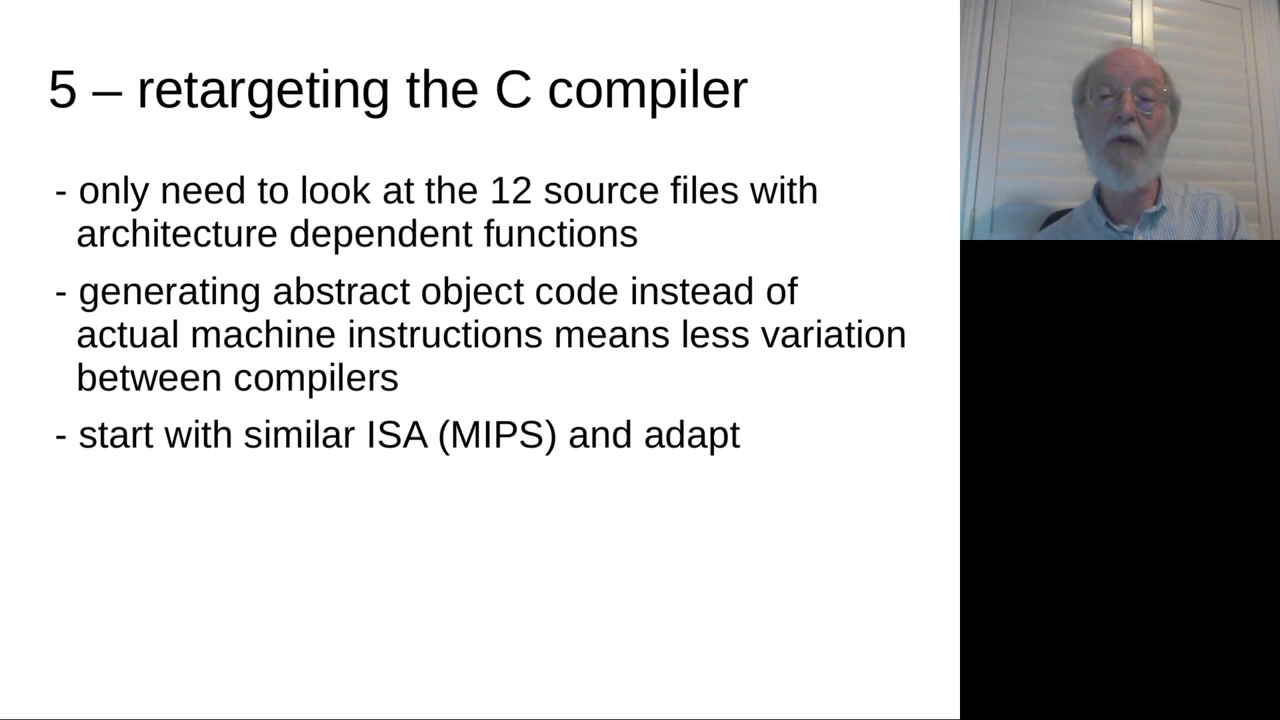 5 – retargeting the C compiler
- only need to look at the 12 source files with
architecture dependent functions
- generating abstract object code instead of
actual machine instructions means less variation
between compilers
- start with similar ISA (MIPS) and adapt